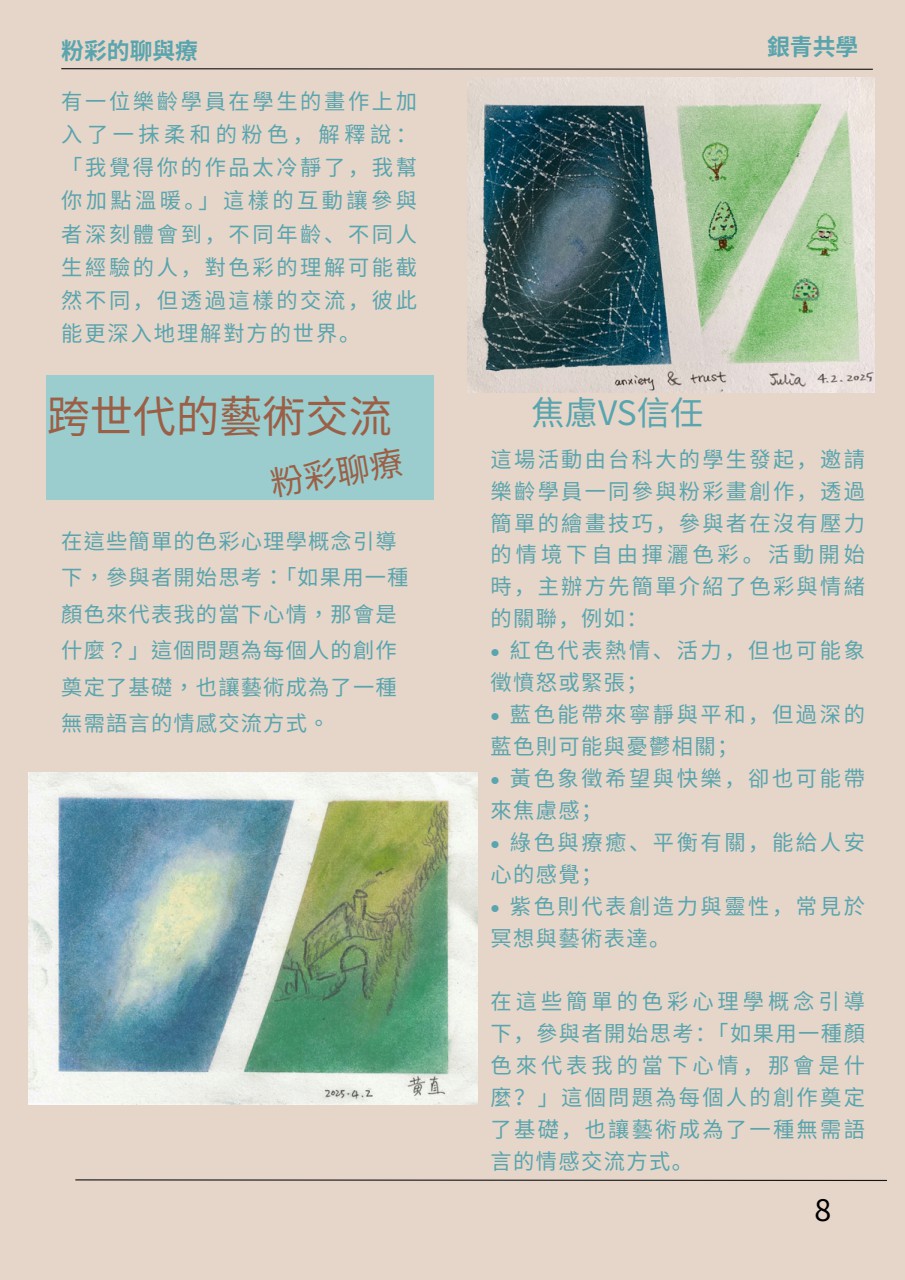 粉彩的聊與療
銀青共學
有一位樂齡學員在學生的畫作上加
入了一抹柔和的粉色，解釋說：
「我覺得你的作品太冷靜了，我幫
你加點溫暖。」這樣的互動讓參與
者深刻體會到，不同年齡、不同人
生經驗的人，對色彩的理解可能截
然不同，但透過這樣的交流，彼此
能更深入地理解對方的世界。
跨世代的藝術交流
粉彩聊療
在這些簡單的色彩心理學概念引導
下，參與者開始思考：「如果用一種
顏色來代表我的當下心情，那會是
什麼？」這個問題為每個人的創作
奠定了基礎，也讓藝術成為了一種
無需語言的情感交流方式。
2025.4.2
黄直
anxiety & trust
Julia 4.2.2025
焦慮VS信任
這場活動由台科大的學生發起，邀請
樂齡學員一同參與粉彩畫創作，透過
簡單的繪畫技巧，參與者在沒有壓力
的情境下自由揮灑色彩。活動開始
時，主辦方先簡單介紹了色彩與情緒
的關聯，例如：
• 紅色代表熱情、活力，但也可能象
徵憤怒或緊張；
• 藍色能帶來寧靜與平和，但過深的
藍色則可能與憂鬱相關；
• 黃色象徵希望與快樂，卻也可能帶
來焦慮感；
• 綠色與療癒、平衡有關，能給人安
心的感覺；
• 紫色則代表創造力與靈性，常見於
冥想與藝術表達。
在這些簡單的色彩心理學概念引導
下，參與者開始思考：「如果用一種顏
色來代表我的當下心情，那會是什
麼？」這個問題為每個人的創作奠定
了基礎，也讓藝術成為了一種無需語
言的情感交流方式。
8